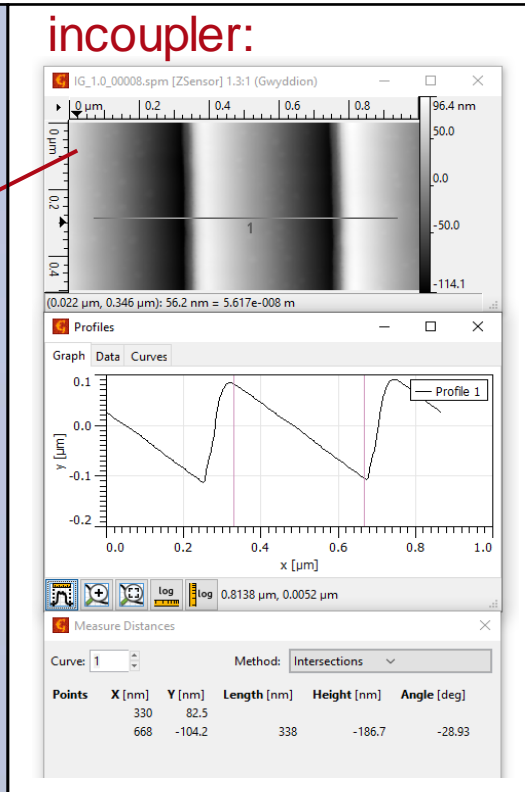 incoupler:
IG_1.0_00008.spm [ZSensor] 1.3:1 (Gwyddion)
0 µm 0.2 0.4 0.6 0.8
96.4 nm
0 µm
50.0
0.2
0.0
1
-50.0
0.4
-114.1
(0.022 µm, 0.346 µm): 56.2 nm = 5.617e-008 m
Profiles
Graph Data Curves
0.1
Profile 1
0.0
y [µm]
-0.1
-0.2
0.0 0.2 0.4 0.6 0.8 1.0
x [µm]
log log 0.8138 µm, 0.0052 µm
Measure Distances
Curve: 1 Method: Intersections
Points X [nm] Y [nm] Length [nm] Height [nm] Angle [deg]
330 82.5
668 -104.2 338 -186.7 -28.93